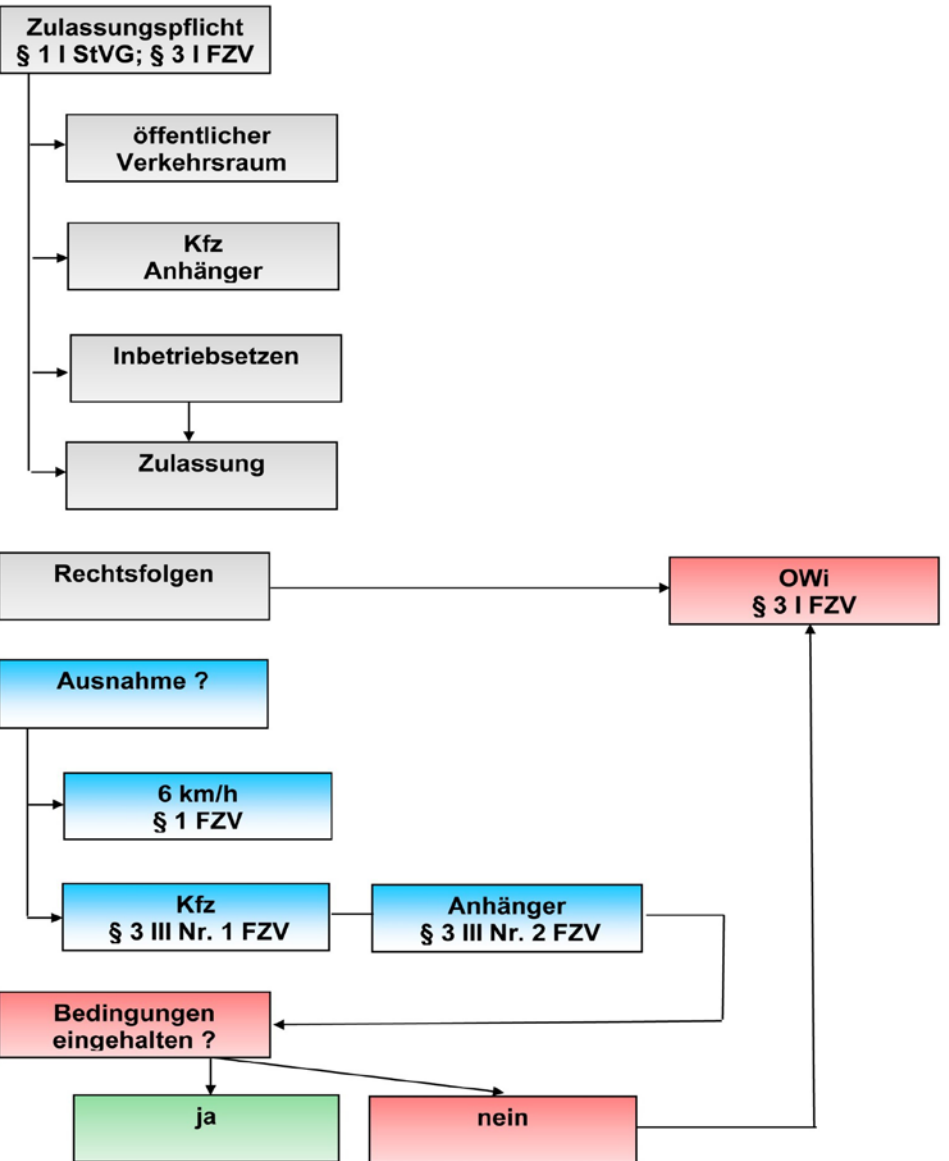 Zulassungspflicht
§ 1 I StVG; § 3 I FZV
öffentlicher
Verkehrsraum
Kfz
Anhänger
Inbetriebsetzen
Zulassung
Rechtsfolgen
OWi
§ 3 I FZV
Ausnahme ?
6 km/h
§ 1 FZV
Kfz
§ 3 III Nr. 1 FZV
Anhänger
§ 3 III Nr. 2 FZV
Bedingungen
eingehalten ?
ja
nein